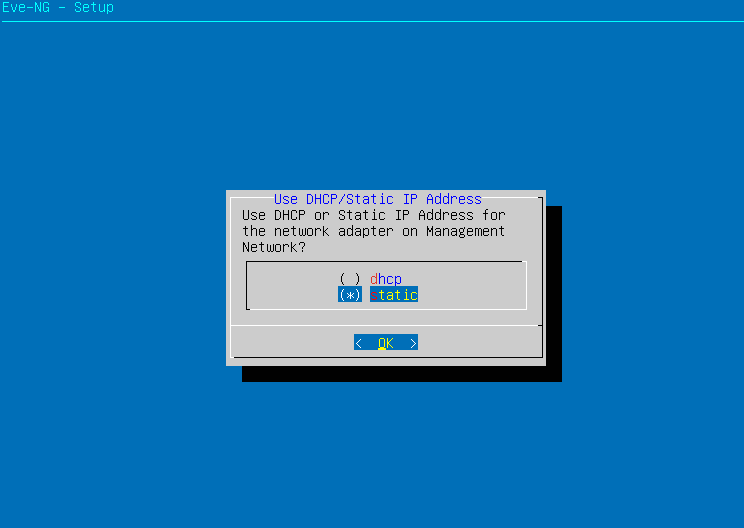 Eve-NG - Setup
Use DHCP/Static IP Address
Use DHCP or Static IP Address for
the network adapter on Management
Network?
( ) dhcp
(*) static
< OK >